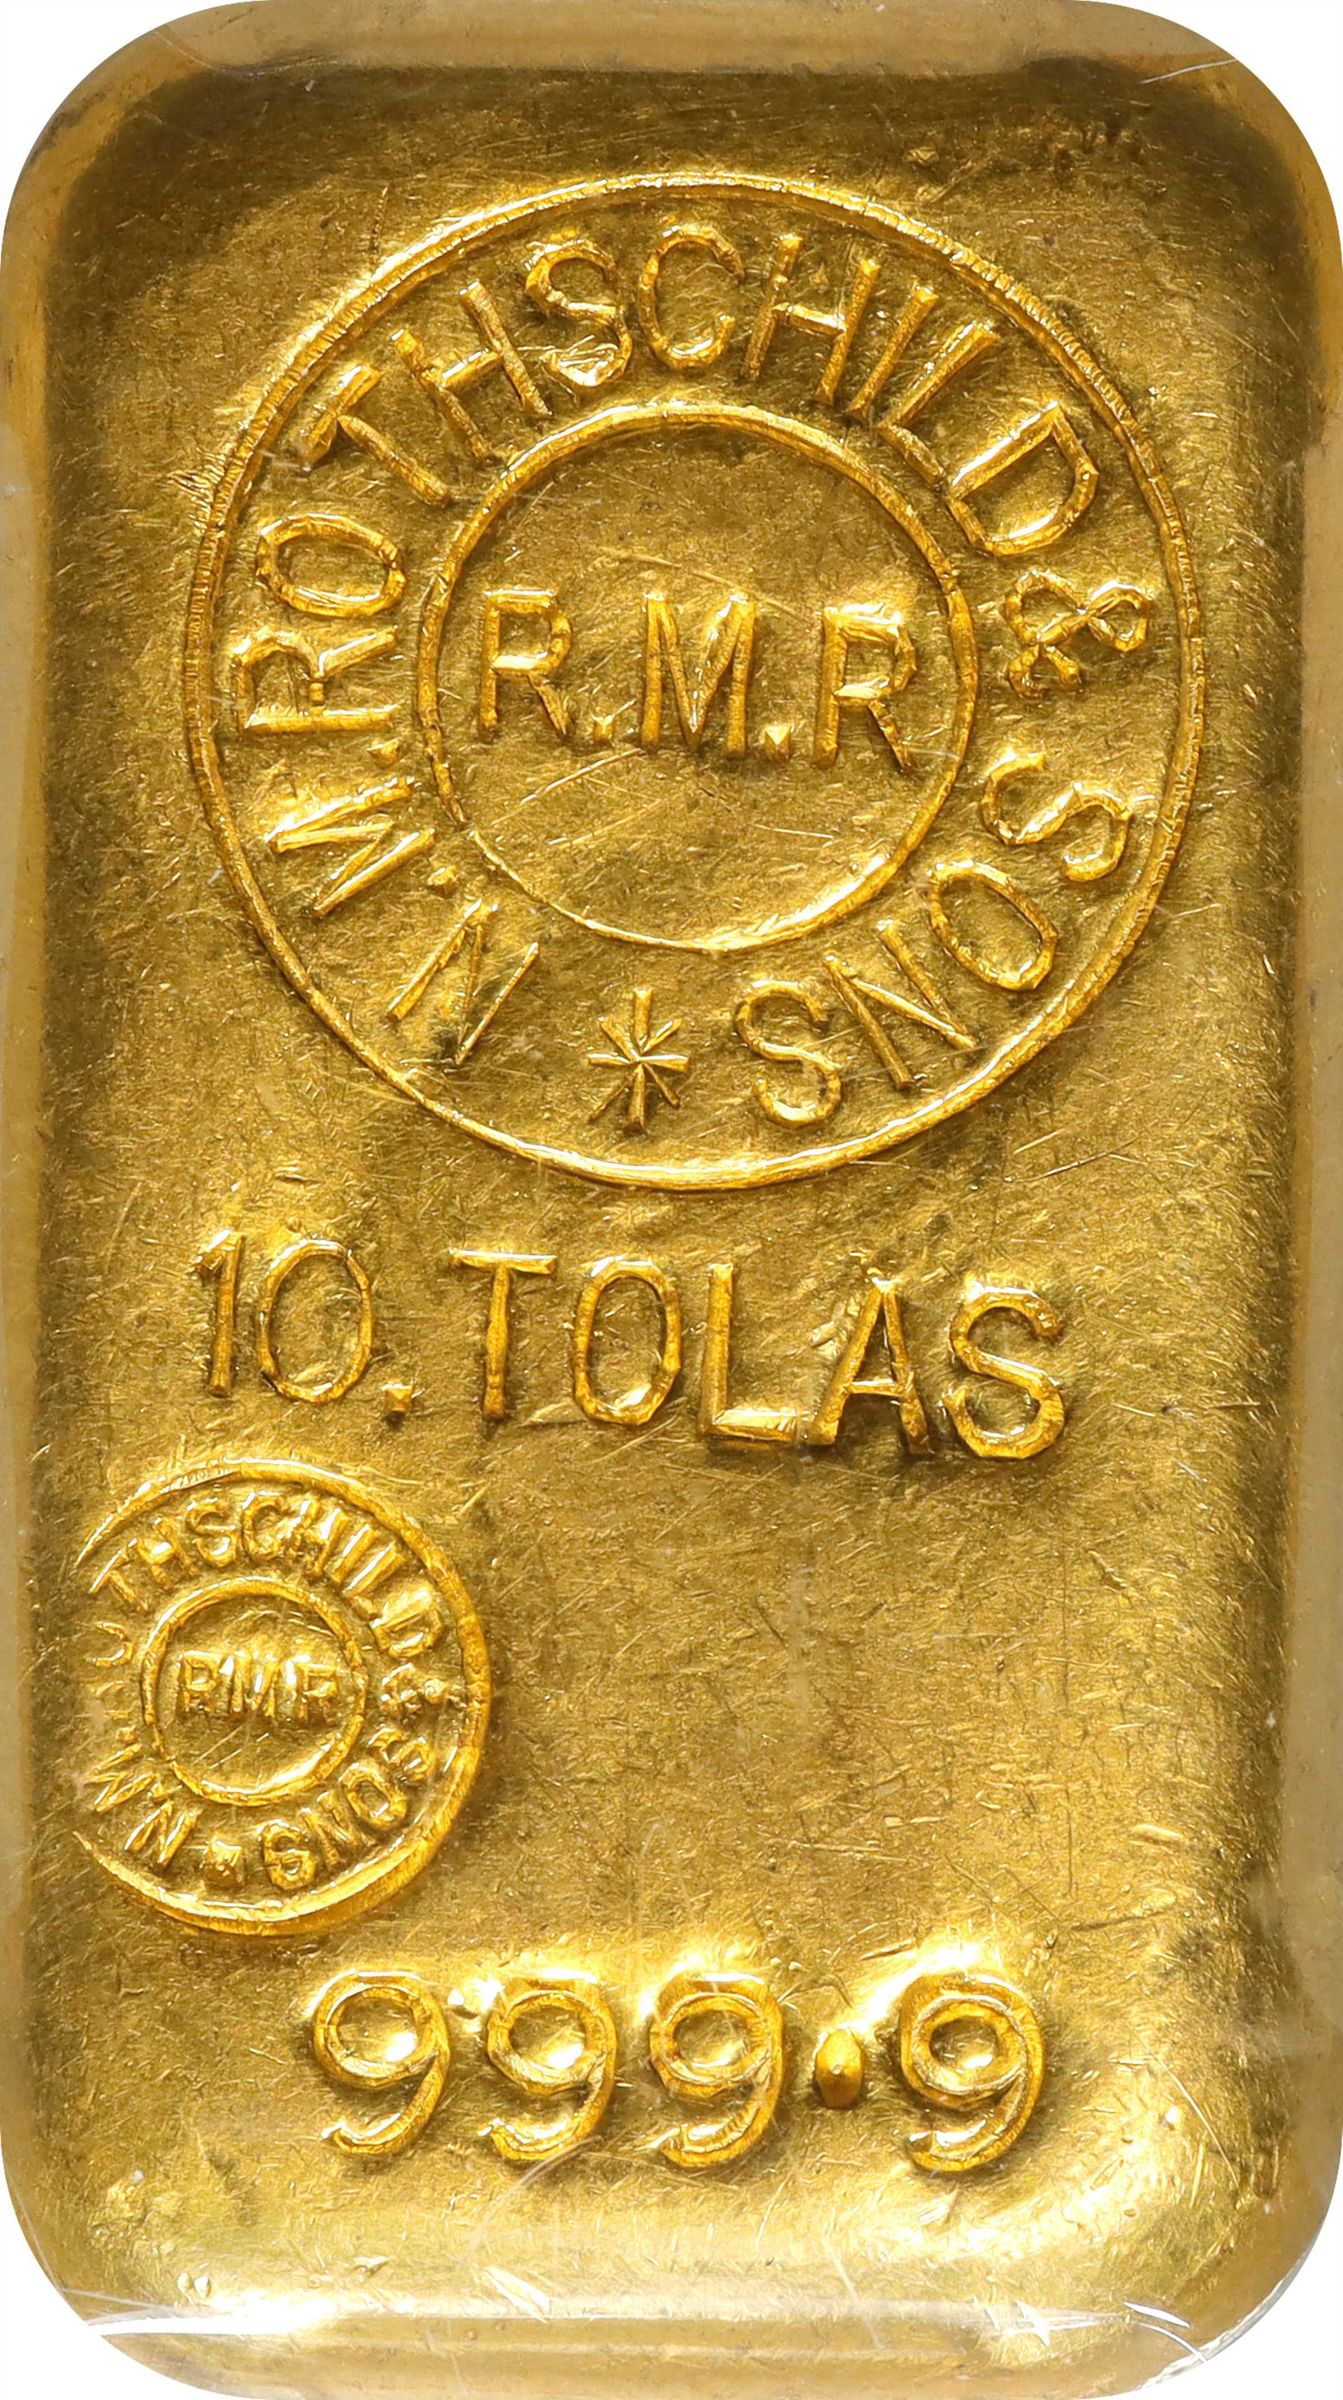 N.M.ROTHSCHILD & SONS *
R.M.R
10.TOLAS
ROTHSCHILD & SONS
RMR
999.9